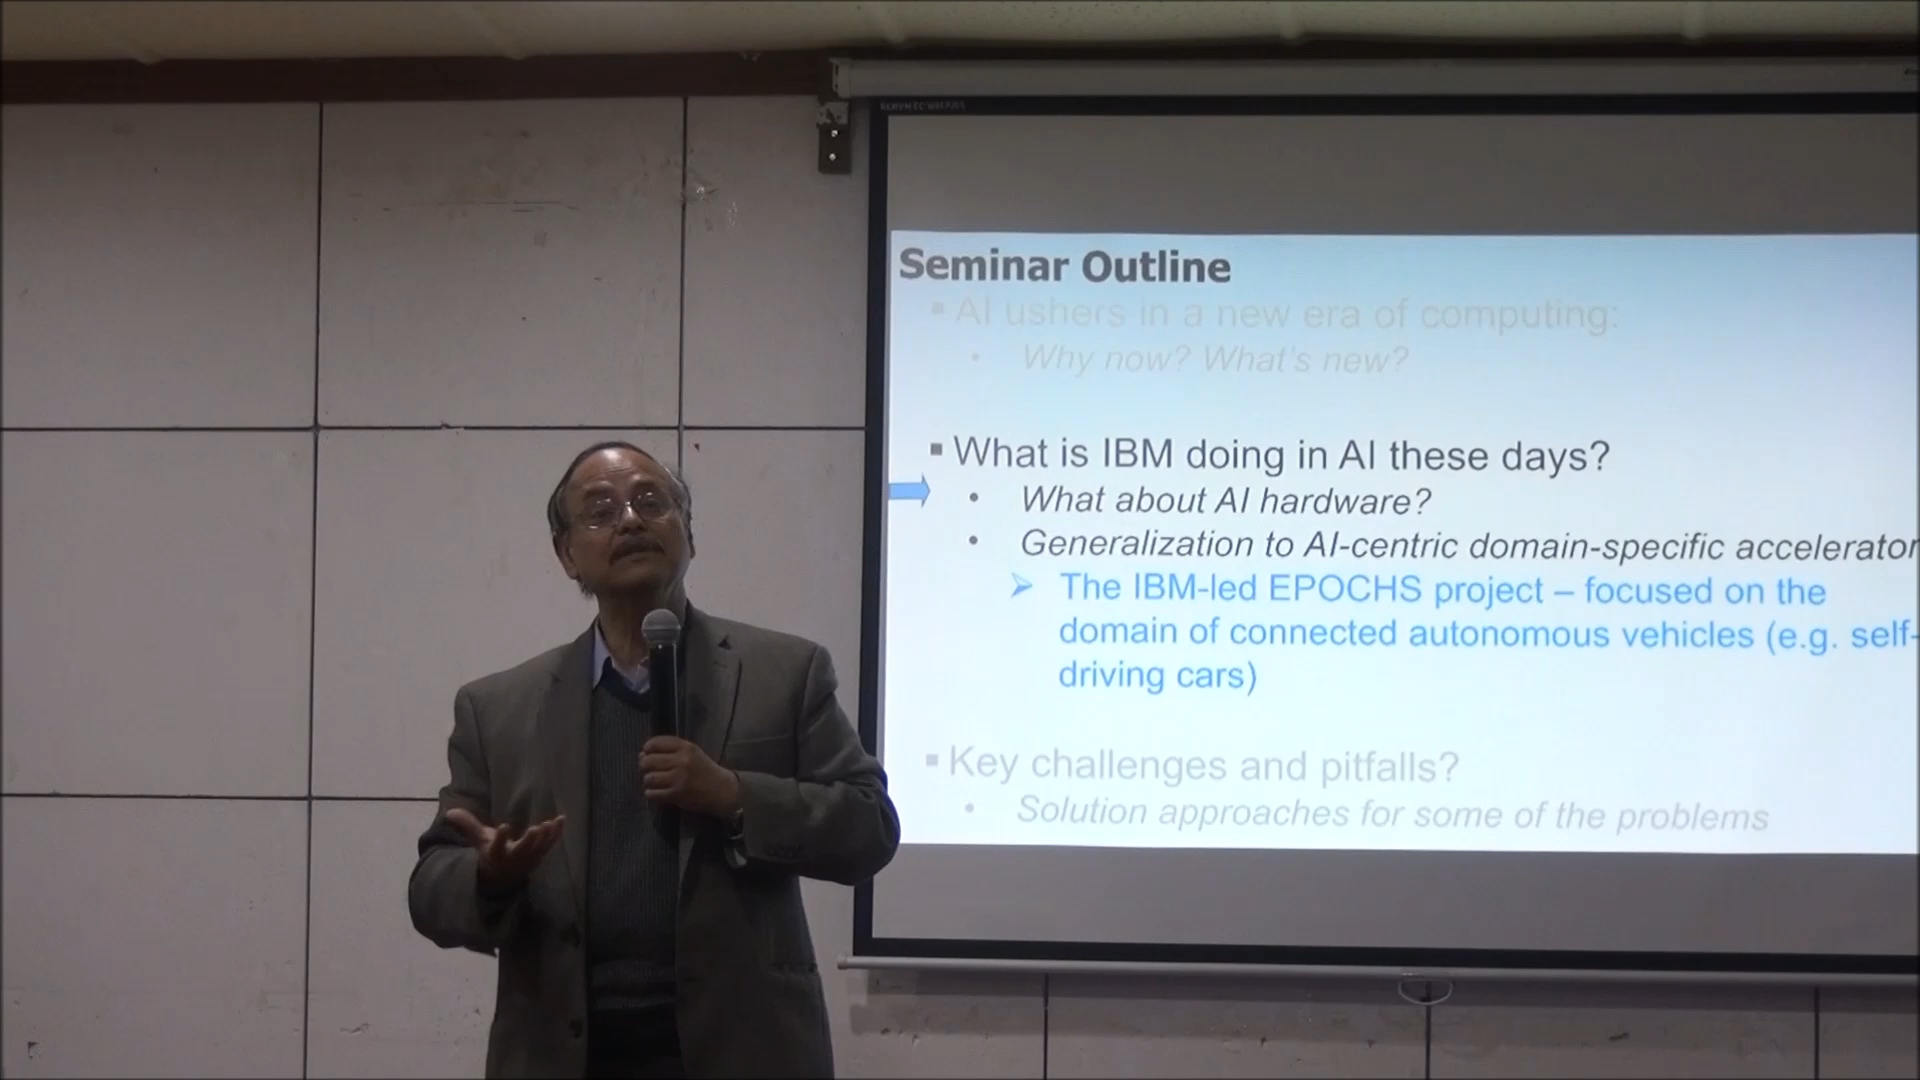 Seminar Outline
▪ AI ushers in a new era of computing:
• Why now? What's new?
▪ What is IBM doing in AI these days?
• What about AI hardware?
• Generalization to AI-centric domain-specific accelerator
➢ The IBM-led EPOCHS project – focused on the
domain of connected autonomous vehicles (e.g. self-
driving cars)
▪ Key challenges and pitfalls?
• Solution approaches for some of the problems